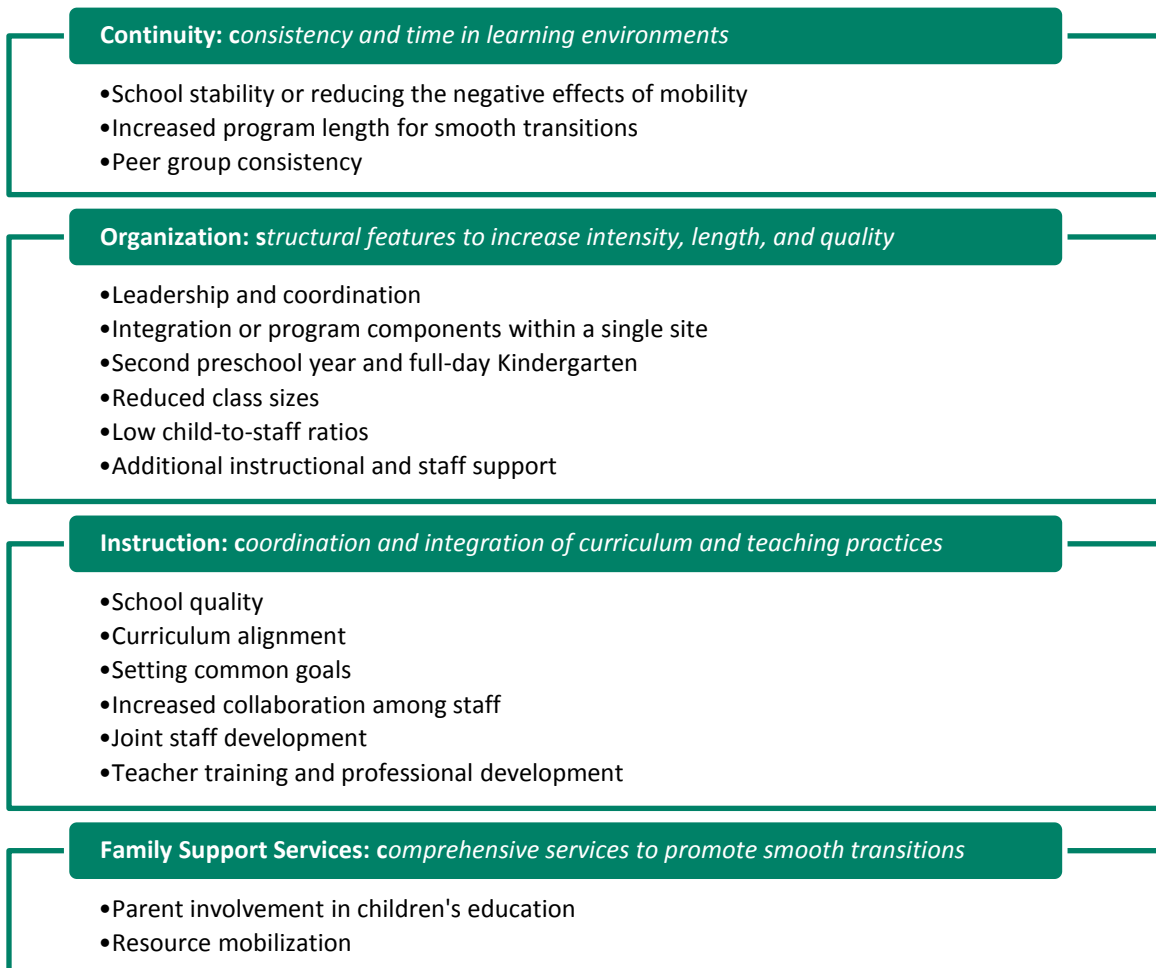 Continuity: consistency and time in learning environments
•School stability or reducing the negative effects of mobility
•Increased program length for smooth transitions
•Peer group consistency
Organization: structural features to increase intensity, length, and quality
•Leadership and coordination
•Integration or program components within a single site
•Second preschool year and full-day Kindergarten
•Reduced class sizes
•Low child-to-staff ratios
•Additional instructional and staff support
Instruction: coordination and integration of curriculum and teaching practices
•School quality
•Curriculum alignment
•Setting common goals
•Increased collaboration among staff
•Joint staff development
•Teacher training and professional development
Family Support Services: comprehensive services to promote smooth transitions
•Parent involvement in children's education
•Resource mobilization